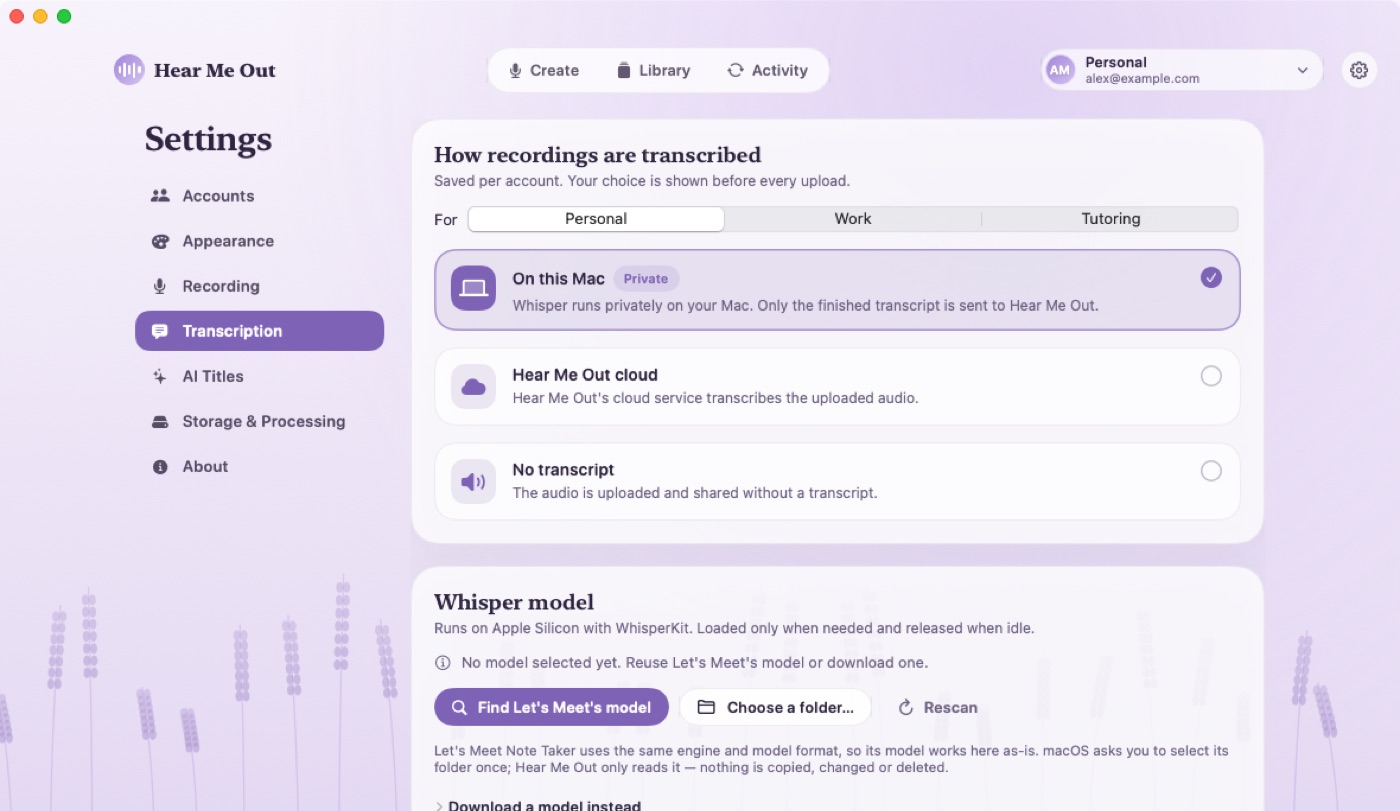 Hear Me Out
Create
Library
Activity
AM
Personal
alex@example.com
Settings
Accounts
Appearance
Recording
Transcription
AI Titles
Storage & Processing
About
How recordings are transcribed
Saved per account. Your choice is shown before every upload.
For
Personal
Work
Tutoring
On this Mac
Private
Whisper runs privately on your Mac. Only the finished transcript is sent to Hear Me Out.
Hear Me Out cloud
Hear Me Out's cloud service transcribes the uploaded audio.
No transcript
The audio is uploaded and shared without a transcript.
Whisper model
Runs on Apple Silicon with WhisperKit. Loaded only when needed and released when idle.
No model selected yet. Reuse Let's Meet's model or download one.
Find Let's Meet's model
Choose a folder...
Rescan
Let's Meet Note Taker uses the same engine and model format, so its model works here as-is. macOS asks you to select its
folder once; Hear Me Out only reads it — nothing is copied, changed or deleted.
Download a model instead